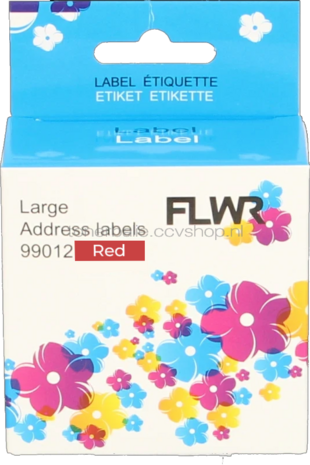 LABEL ÉTIQUETTE
ETIKET ETIKETTE
Label
Label
Large
FLWR
Address labels
99012 Red